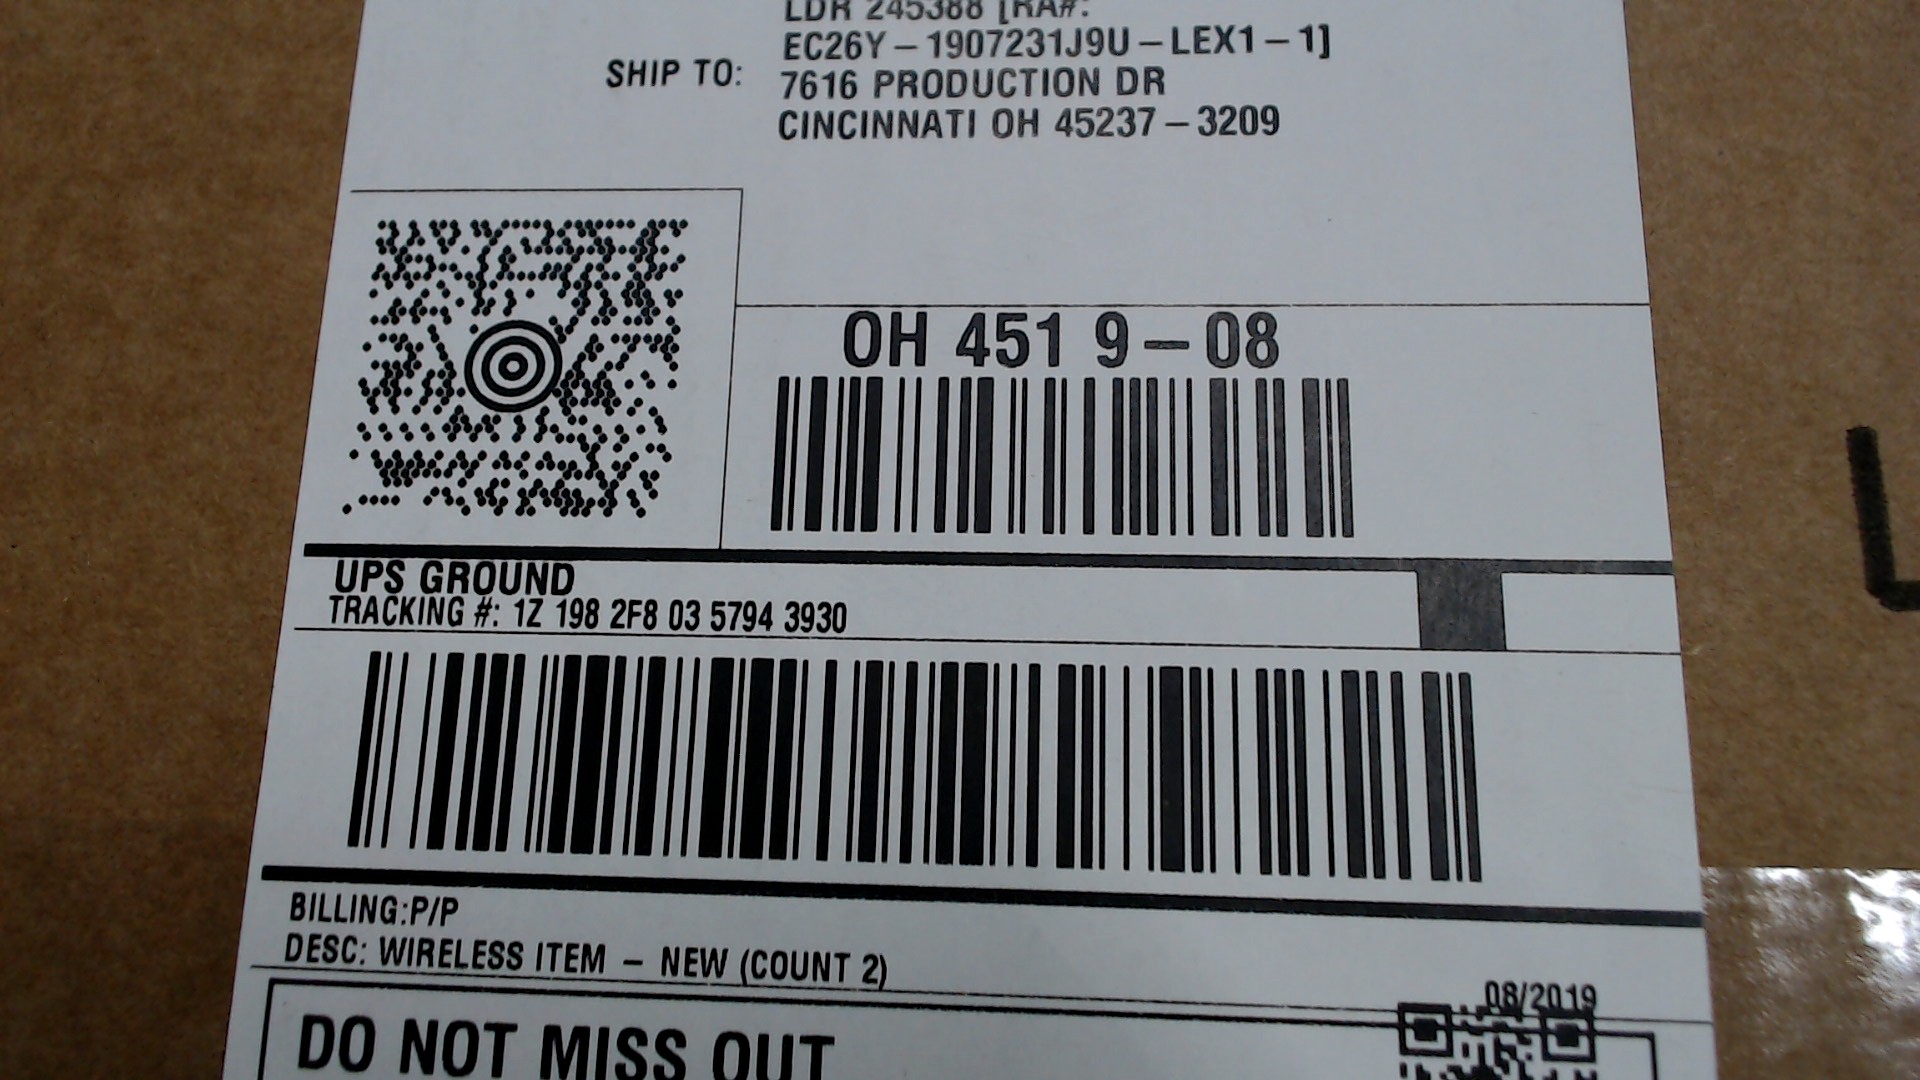 LDR 245388 [RA#:
EC26Y – 1907231J9U – LEX1 – 1]
SHIP TO:
7616 PRODUCTION DR
CINCINNATI OH 45237 – 3209
OH 451 9 – 08
UPS GROUND
TRACKING #: 1Z 198 2F8 03 5794 3930
BILLING:P/P
DESC: WIRELESS ITEM – NEW (COUNT 2)
08/2019
DO NOT MISS OUT
L